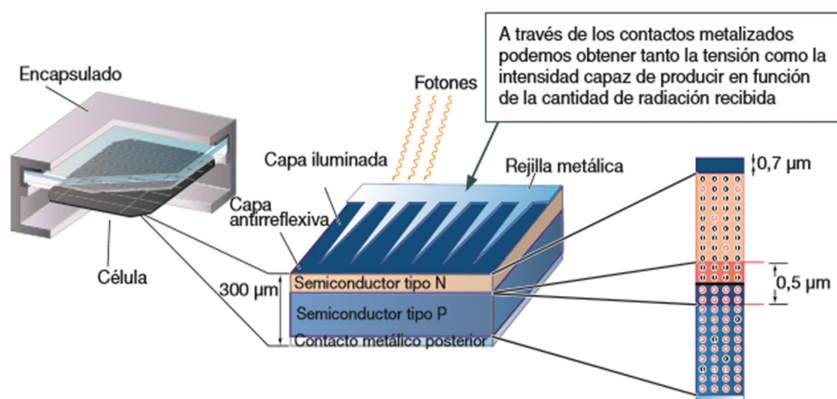 A través de los contactos metalizados
podemos obtener tanto la tensión como la
intensidad capaz de producir en función
de la cantidad de radiación recibida
Encapsulado
Fotones
Capa iluminada
Rejilla metálica
0,7 μm
Capa
antirreflexiva
Célula
300 μm
Semiconductor tipo N
0,5 μm
Semiconductor tipo P
Contacto metálico posterior